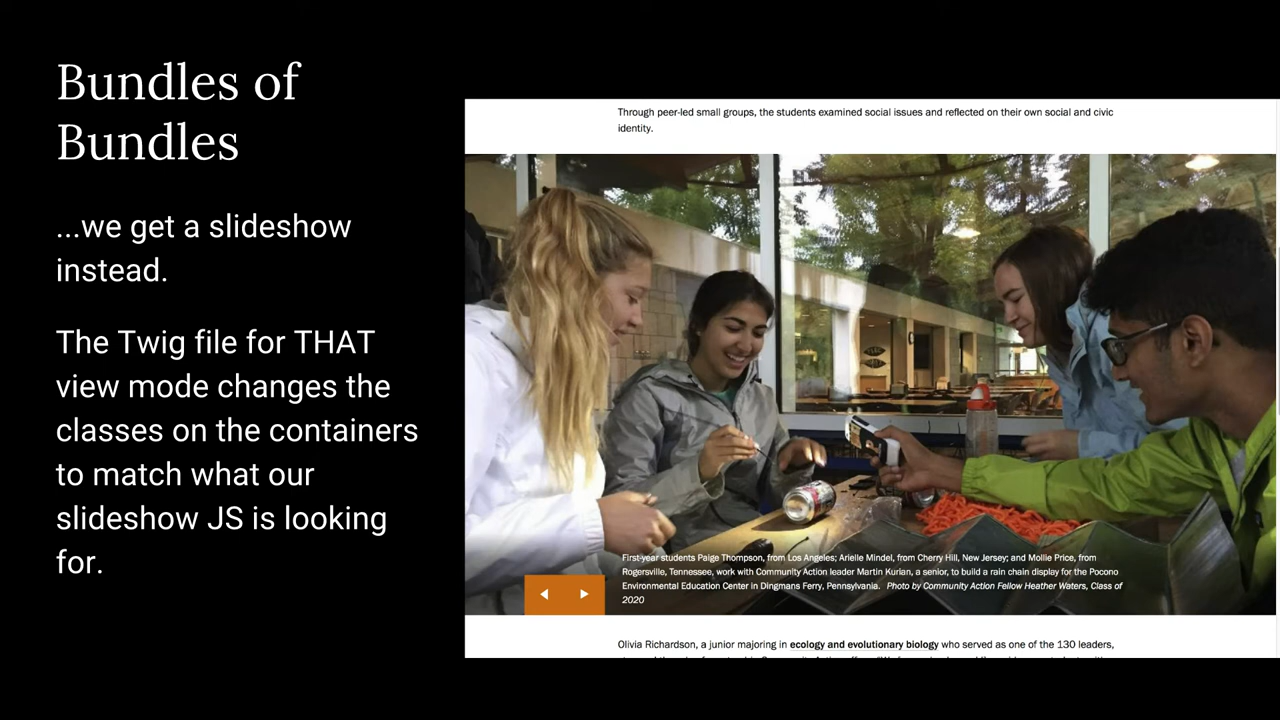 Bundles of
Bundles
...we get a slideshow
instead.
The Twig file for THAT
view mode changes the
classes on the containers
to match what our
slideshow JS is looking
for.
Through peer-led small groups, the students examined social issues and reflected on their own social and civic
identity.
First-year students Paige Thompson, from Los Angeles; Arielle Mindel, from Cherry Hill, New Jersey; and Mollie Price, from
Rogersville, Tennessee, work with Community Action leader Martin Kurian, a senior, to build a rain chain display for the Pocono
Environmental Education Center in Dingmans Ferry, Pennsylvania. Photo by Community Action Fellow Heather Waters, Class of
2020
Olivia Richardson, a junior majoring in ecology and evolutionary biology who served as one of the 130 leaders,